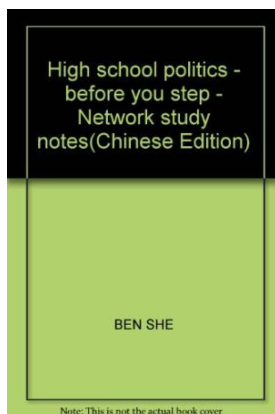 High school politics -
before you step -
Network study
notes(Chinese Edition)
BEN SHE
Note: This is not the actual book cover